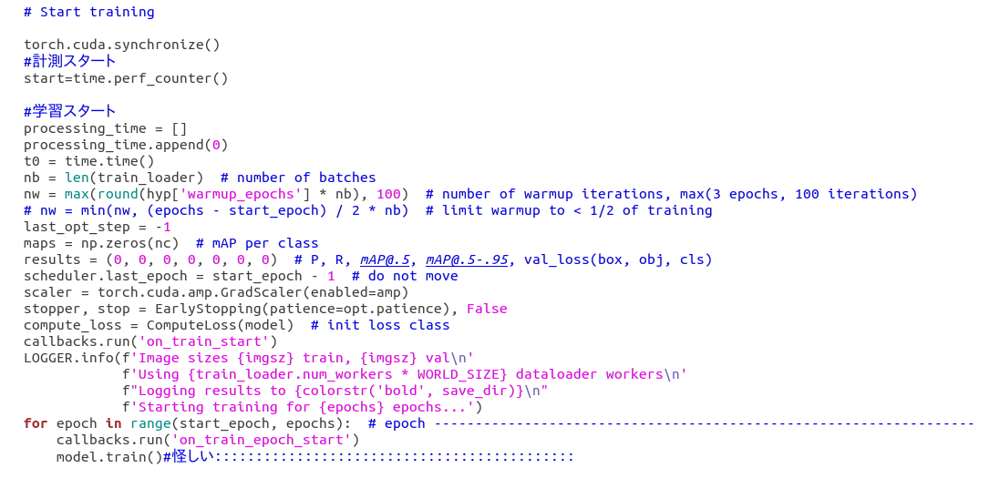 # Start training
torch.cuda.synchronize()
#計測スタート
start=time.perf_counter()
#学習スタート
processing_time = []
processing_time.append(0)
t0 = time.time()
nb = len(train_loader)  # number of batches
nw = max(round(hyp['warmup_epochs'] * nb), 100)  # number of warmup iterations, max(3 epochs, 100 iterations)
# nw = min(nw, (epochs - start_epoch) / 2 * nb)  # limit warmup to < 1/2 of training
last_opt_step = -1
maps = np.zeros(nc)  # mAP per class
results = (0, 0, 0, 0, 0, 0, 0)  # P, R, mAP@.5, mAP@.5-.95, val_loss(box, obj, cls)
scheduler.last_epoch = start_epoch - 1  # do not move
scaler = torch.cuda.amp.GradScaler(enabled=amp)
stopper, stop = EarlyStopping(patience=opt.patience), False
compute_loss = ComputeLoss(model)  # init loss class
callbacks.run('on_train_start')
LOGGER.info(f'Image sizes {imgsz} train, {imgsz} val\n'
            f'Using {train_loader.num_workers * WORLD_SIZE} dataloader workers\n'
            f"Logging results to {colorstr('bold', save_dir)}\n"
            f'Starting training for {epochs} epochs...')
for epoch in range(start_epoch, epochs):  # epoch ------------------------------------------------------------------
    callbacks.run('on_train_epoch_start')
    model.train()#怪しい::::::::::::::::::::::::::::::::::::::::::::